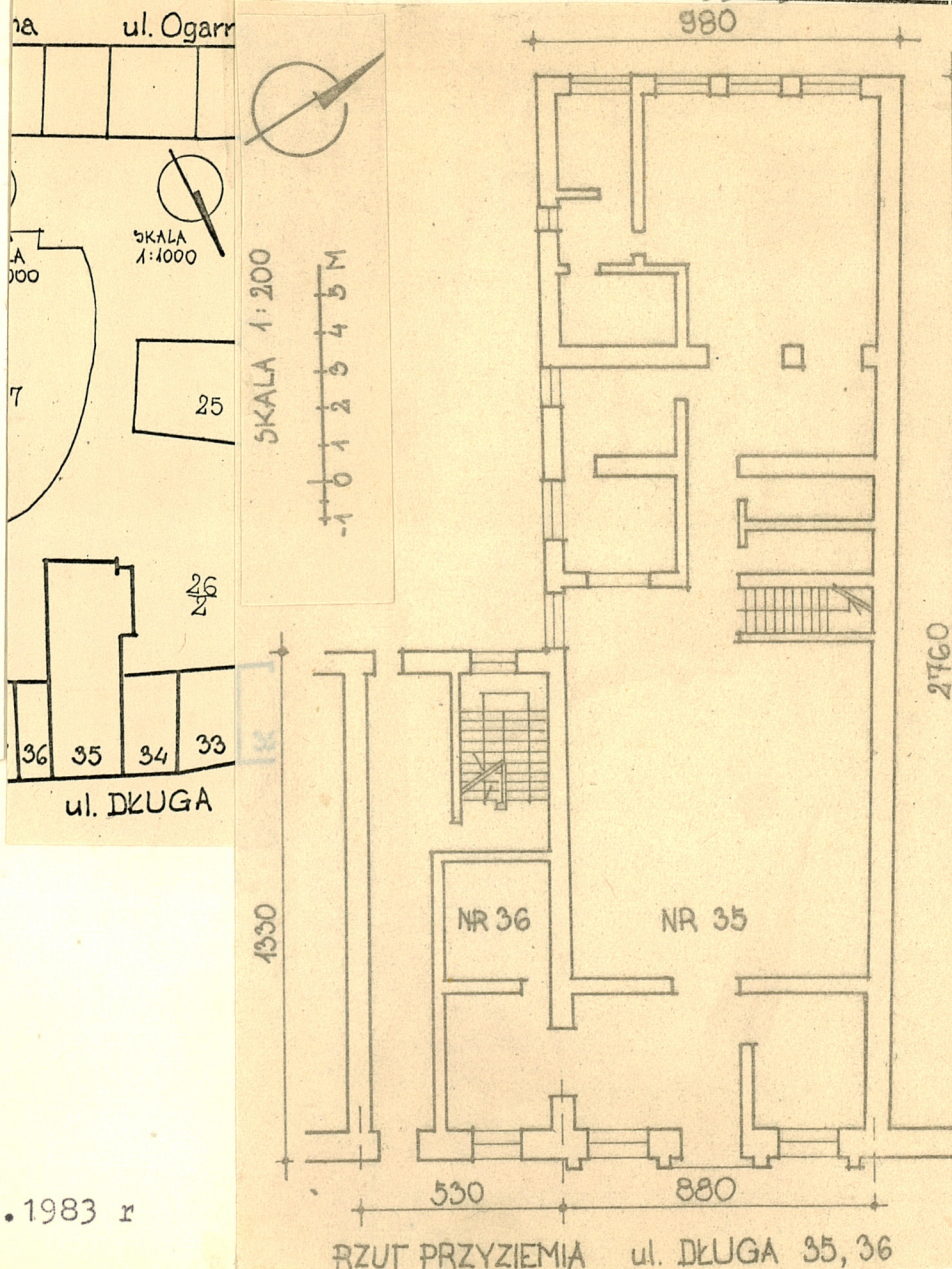 ul. Ogarr
SKALA
1:1000
000
7
25
26
2
36 35 34 33
ul. DŁUGA
. 1983 r
980
SKALA 1:200
-1 0 1 2 3 4 5 M
2760
1330
NR 36
NR 35
530
880
RZUT PRZYZIEMIA ul. DŁUGA 35, 36